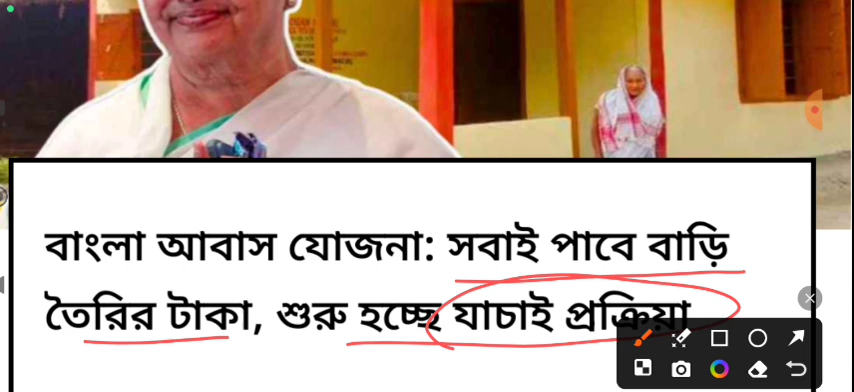 বাংলা আবাস যোজনা: সবাই পাবে বাড়ি
তৈরির টাকা, শুরু হচ্ছে যাচাই প্রক্রিয়া